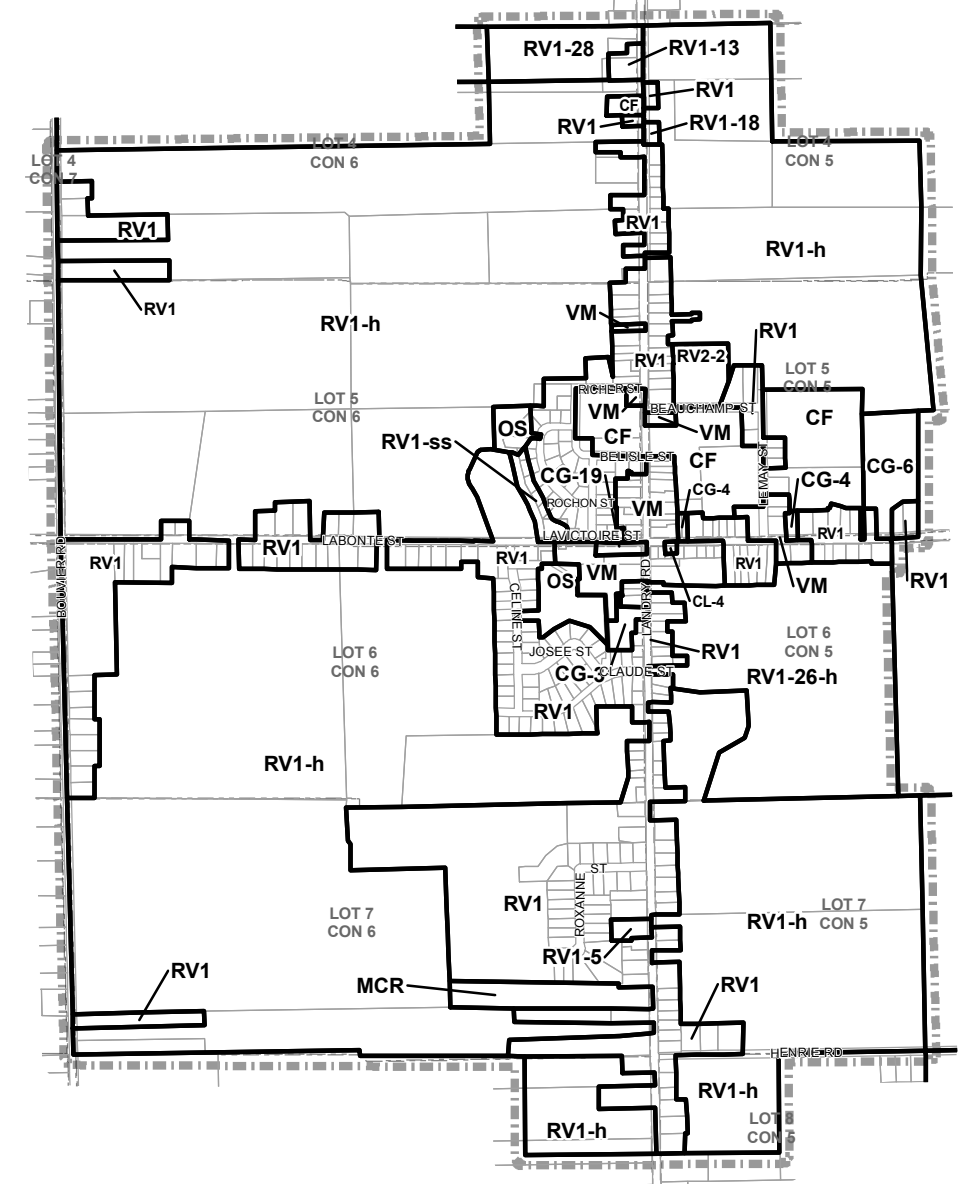 RV1-28
RV1-13
RV1
CF
RV1
RV1-18
LOT 4
CON 6
LOT 4
CON 5
LOT 4
CON 7
RV1
RV1
RV1-h
RV1
VM
RV1-h
RV1
RV1
RV2-2
LOT 5
CON 5
RICHER ST
LOT 5
CON 6
VM
BEAUCHAMP ST
CF
OS
VM
RV1-ss
CF
BELISLE ST
CF
CG-6
CG-19
LEMAY ST
CG-4
CG-4
ROCHON ST
VM
RV1
LAVICTOIRE ST
LABONTE ST
RV1
RV1
RV1
BOUVIER RD
RV1
VM
OS
VM
RV1
CL-4
LANDRY RD
CELINE ST
LOT 6
CON 5
RV1
JOSEE ST
LOT 6
CON 6
CG-3
CLAUDE ST
RV1-26-h
RV1
RV1-h
ST
ROXANNE
RV1
LOT 7
CON 5
RV1-h
LOT 7
CON 6
RV1-5
RV1
MCR
RV1
HENRIE RD
RV1-h
LOT 8
CON 5
RV1-h